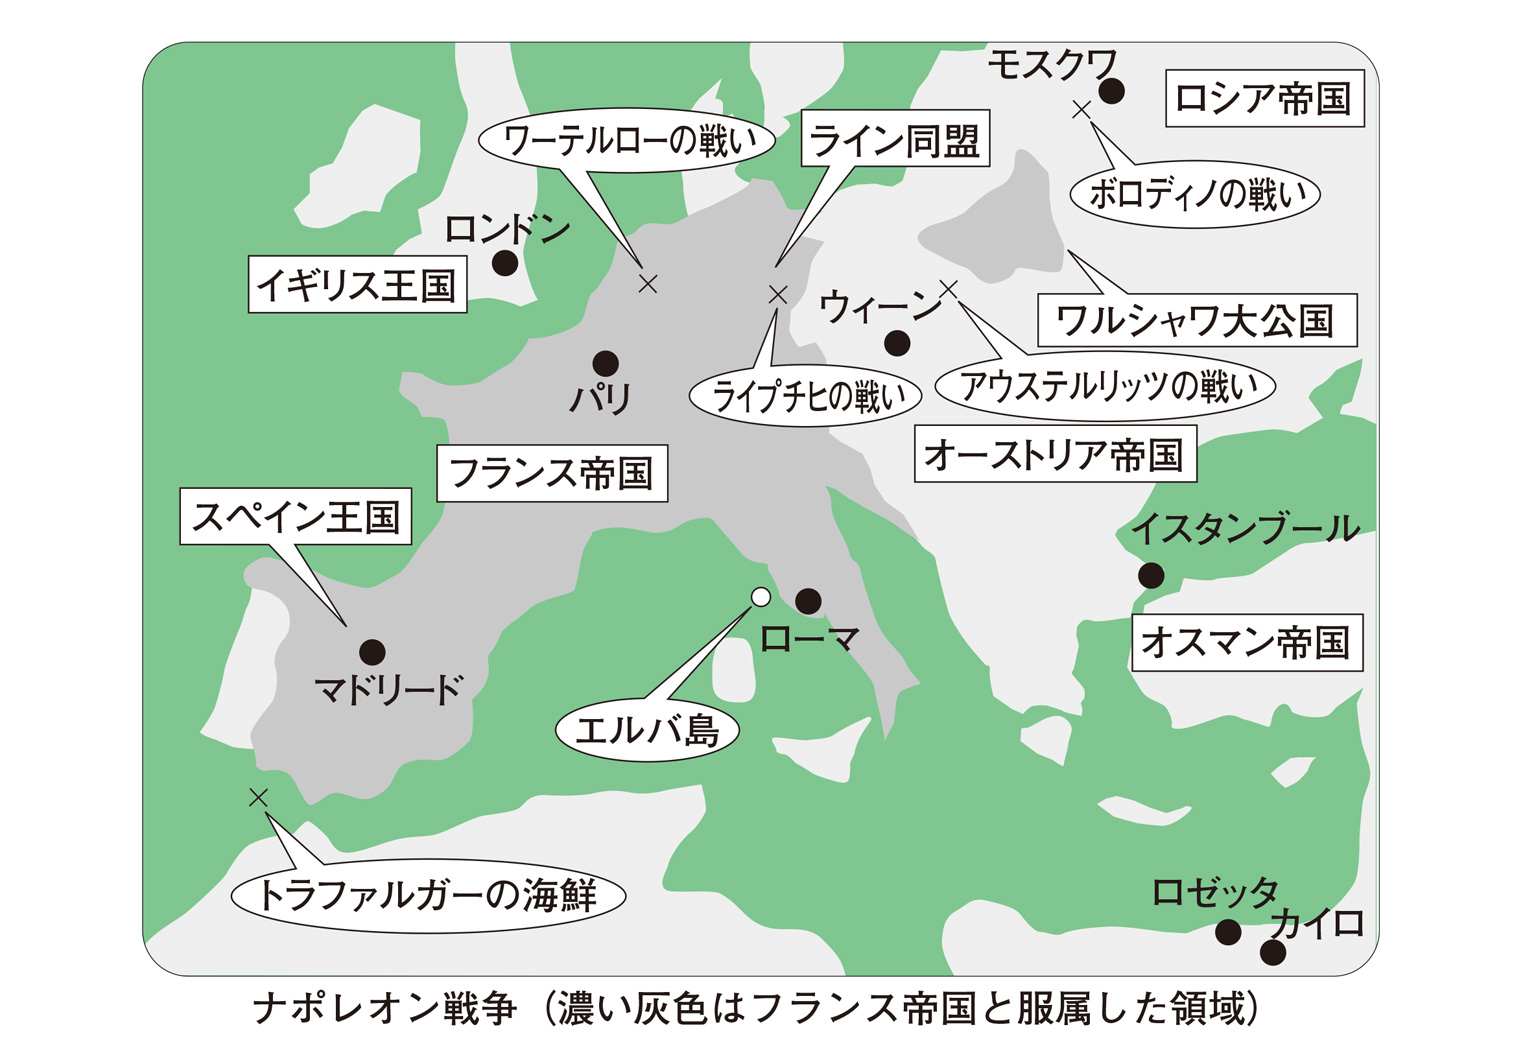 モスクワ
ロシア帝国
ワーテルローの戦い
ライン同盟
ボロディノの戦い
ロンドン
イギリス王国
ウィーン
ワルシャワ大公国
パリ
ライプチヒの戦い
アウステルリッツの戦い
フランス帝国
オーストリア帝国
スペイン王国
イスタンブール
ローマ
オスマン帝国
マドリード
エルバ島
トラファルガーの海鮮
ロゼッタ
カイロ
ナポレオン戦争（濃い灰色はフランス帝国と服属した領域）